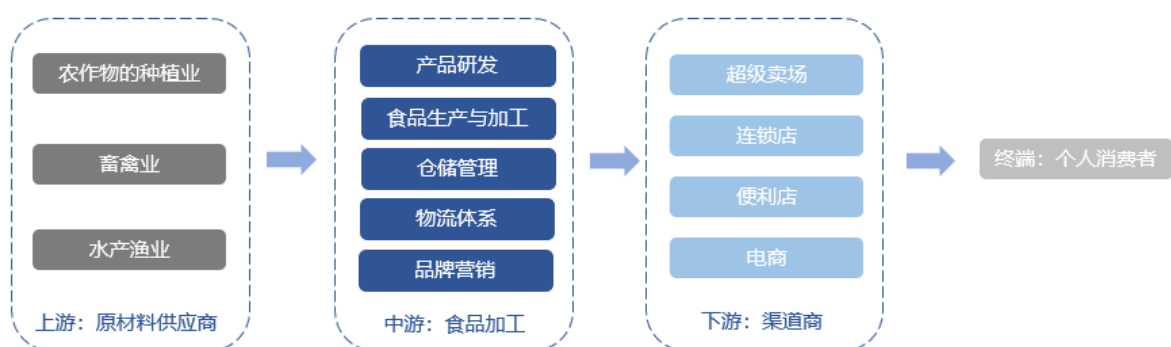 农作物的种植业
畜禽业
水产渔业
上游：原材料供应商
产品研发
食品生产与加工
仓储管理
物流体系
品牌营销
中游：食品加工
超级卖场
连锁店
便利店
电商
下游：渠道商
终端：个人消费者